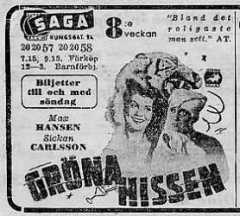 SAGA
KUNGSGAT. 24
20 20 57 20 20 58
7.15, 9.15. Förköp
12—3. Barnförbj.
Biljetter
till och med
söndag
Max
HANSEN
Sickan
CARLSSON
8:e
veckan
"Bland det
roligaste
man sett." AT.
GRÖNA
HISSEN